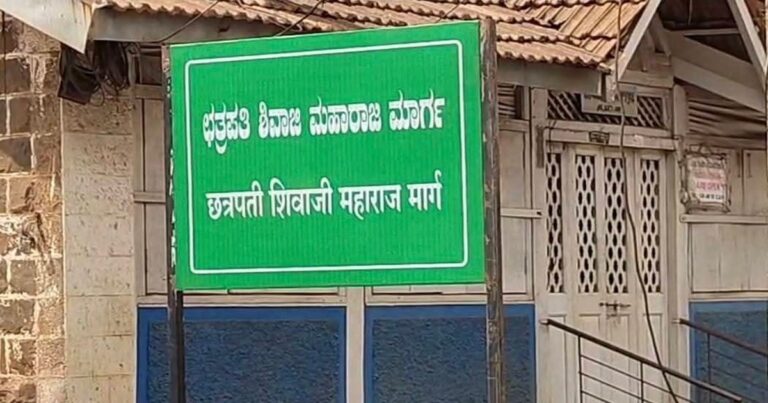 ಛತ್ರಪತಿ ಶಿವಾಜಿ ಮಹಾರಾಜ ಮಾರ್ಗ
छत्रपती शिवाजी महाराज मार्ग